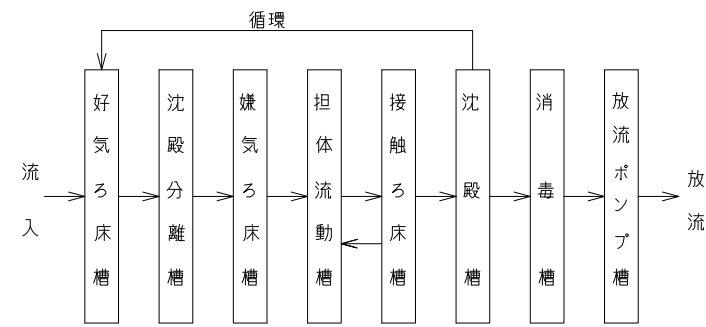 循環
流入
好気ろ床槽
沈殿分離槽
嫌気ろ床槽
担体流動槽
接触ろ床槽
沈殿槽
消毒槽
放流ポンプ槽
放流